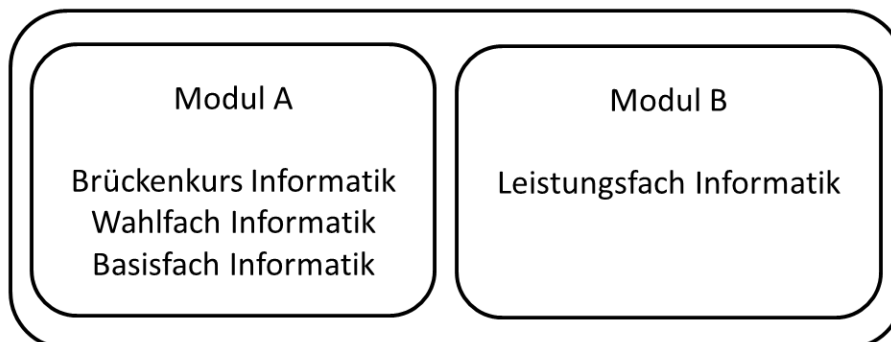 Modul A
Brückenkurs Informatik
Wahlfach Informatik
Basisfach Informatik
Modul B
Leistungsfach Informatik